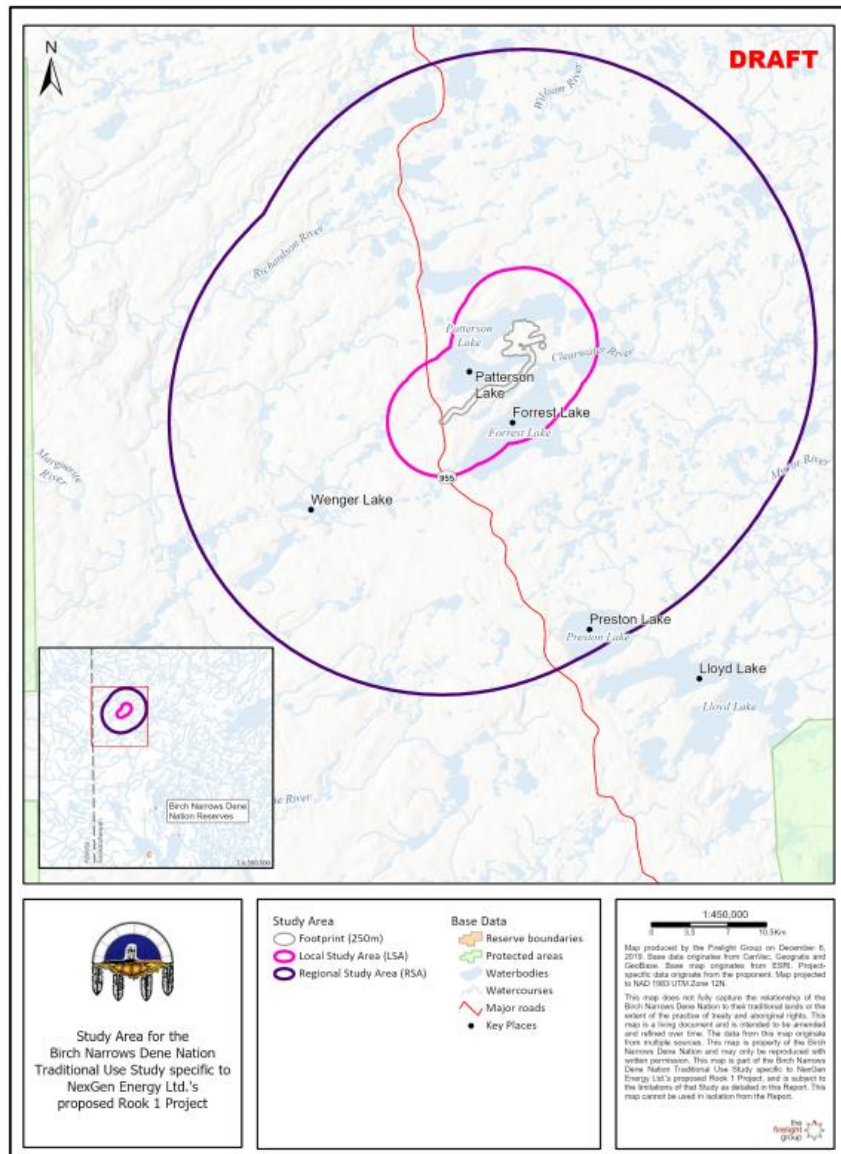 N
DRAFT
William River
Richardson River
Patterson
Lake
Clearwater River
Patterson
Lake
Forrest Lake
Forrest Lake
Marguerite
River
Mirror River
955
Wenger Lake
Preston Lake
Preston Lake
Lloyd Lake
Lloyd Lake
Birch Narrows Dene
Nation Reserves
Study Area for the
Birch Narrows Dene Nation
Traditional Use Study specific to
NexGen Energy Ltd.'s
proposed Rook 1 Project
Study Area
Footprint (250m)
Local Study Area (LSA)
Regional Study Area (RSA)
Base Data
Reserve boundaries
Protected areas
Waterbodies
Watercourses
Major roads
Key Places
1:450,000
0 3.5 7 10.5Kms
Map produced by the Firelight Group on December 6,
2019. Base data originates from CanVec, Geogratis and
GeoBase. Base map originates from ESRI. Project-
specific data originate from the proponent. Map projected
to NAD 1983 UTM Zone 12N.
This map does not fully capture the relationship of the
Birch Narrows Dene Nation to their traditional lands or the
extent of the practice of treaty and aboriginal rights. This
map is a living document and is intended to be amended
and refined over time. The data from this map originate
from multiple sources. This map is property of the Birch
Narrows Dene Nation and may only be reproduced with
written permission. This map is part of the Birch Narrows
Dene Nation Traditional Use Study specific to NexGen
Energy Ltd.'s proposed Rook 1 Project, and is subject to
the limitations of that Study as detailed in this Report. This
map cannot be used in isolation from the Report.
the
firelight
group